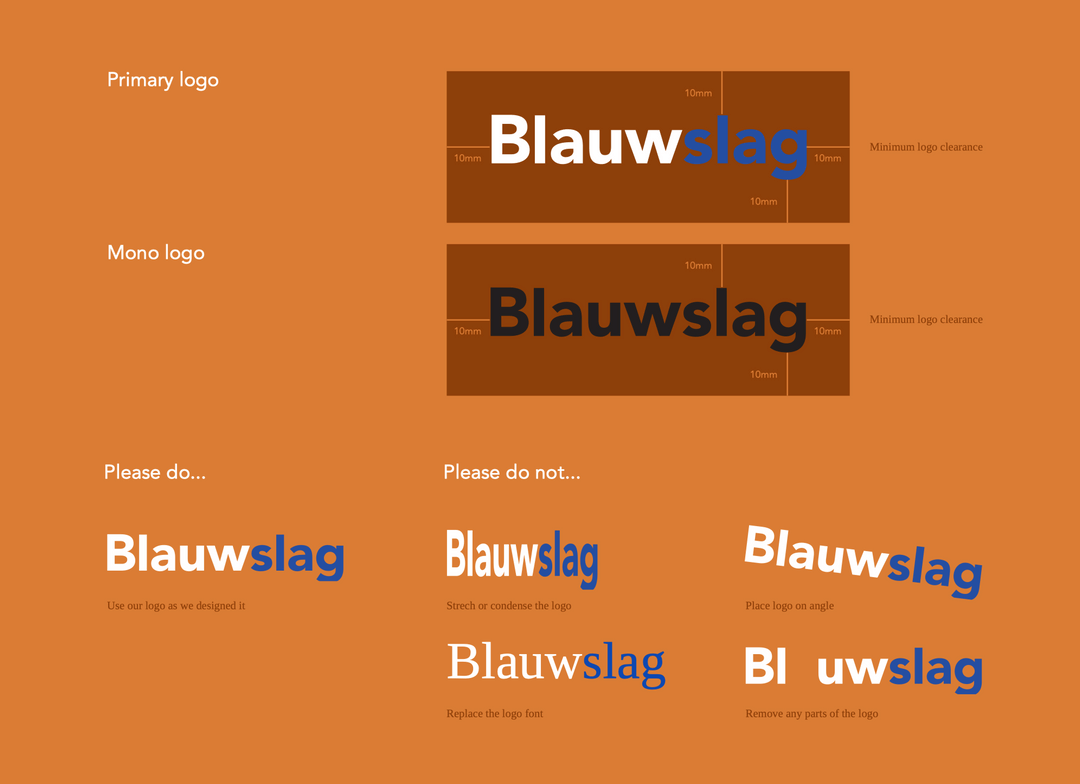 Primary logo
10mm
Blauwslag
10mm
10mm
Minimum logo clearance
10mm
Mono logo
10mm
Blauwslag
10mm
10mm
Minimum logo clearance
10mm
Please do...
Please do not...
Blauwslag
Blauwslag
Blauwslag
Use our logo as we designed it
Strech or condense the logo
Place logo on angle
Blauwslag
Bl uwslag
Replace the logo font
Remove any parts of the logo